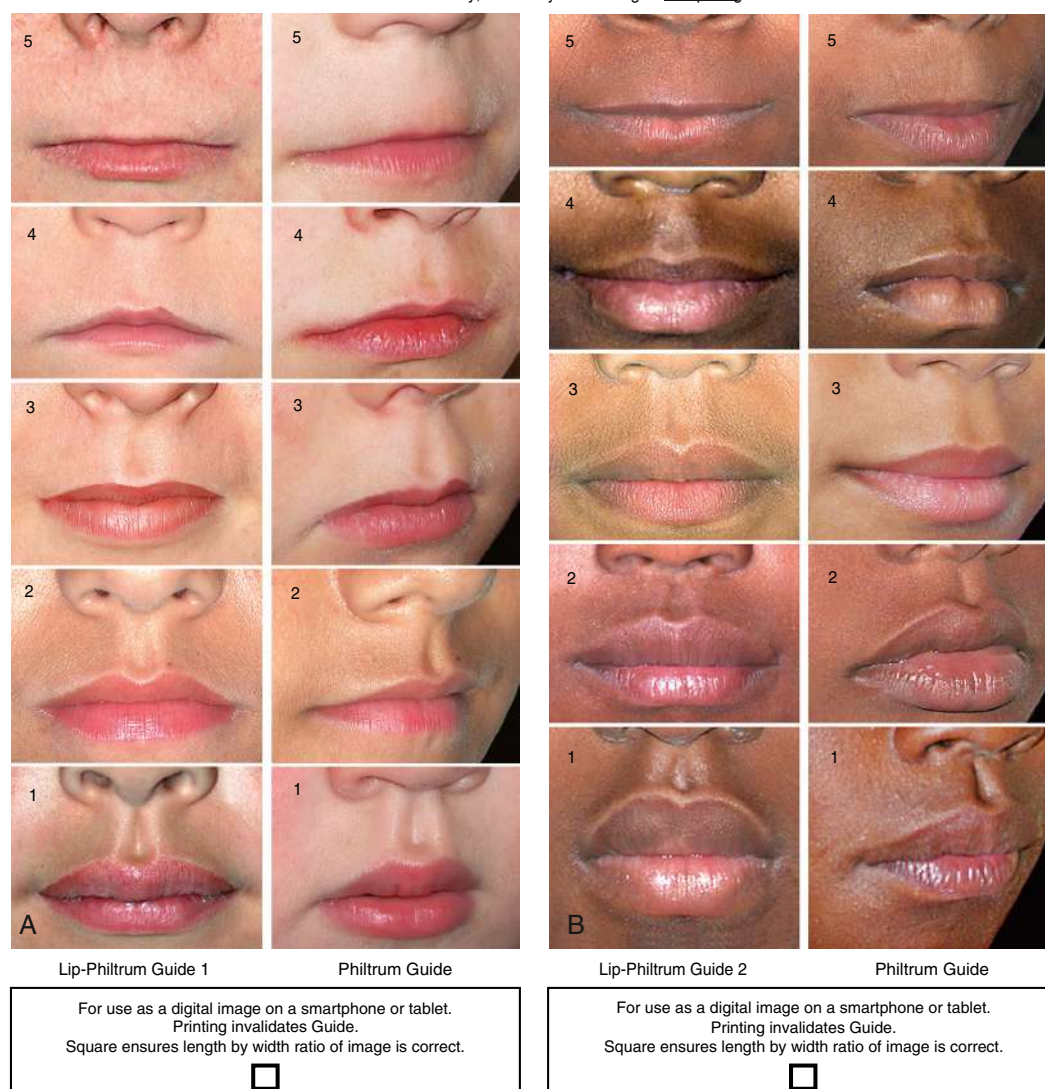 5
5
4
4
3
3
2
2
1
1
A
5
5
4
4
3
3
2
2
1
1
B
Lip-Philtrum Guide 1
Philtrum Guide
Lip-Philtrum Guide 2
Philtrum Guide
For use as a digital image on a smartphone or tablet.
Printing invalidates Guide.
Square ensures length by width ratio of image is correct.
For use as a digital image on a smartphone or tablet.
Printing invalidates Guide.
Square ensures length by width ratio of image is correct.